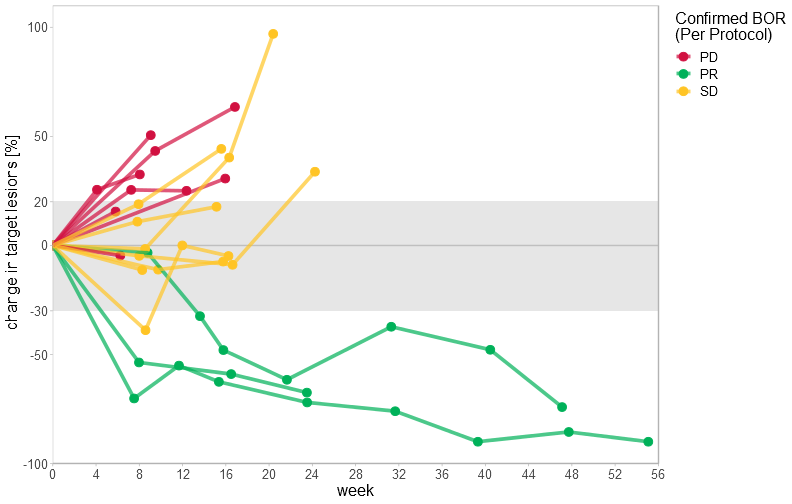 Confirmed BOR
(Per Protocol)
PD
PR
SD
change in target lesions [%]
100
50
20
0
-30
-50
-100
0 4 8 12 16 20 24 28 32 36 40 44 48 52 56
week